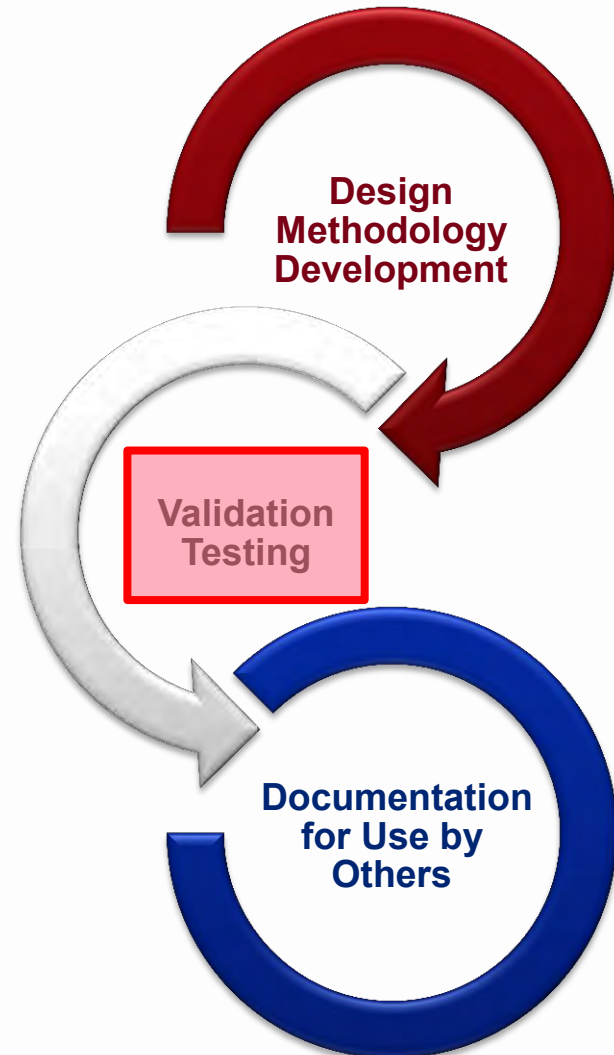 Design
Methodology
Development
Validation
Testing
Documentation
for Use by
Others